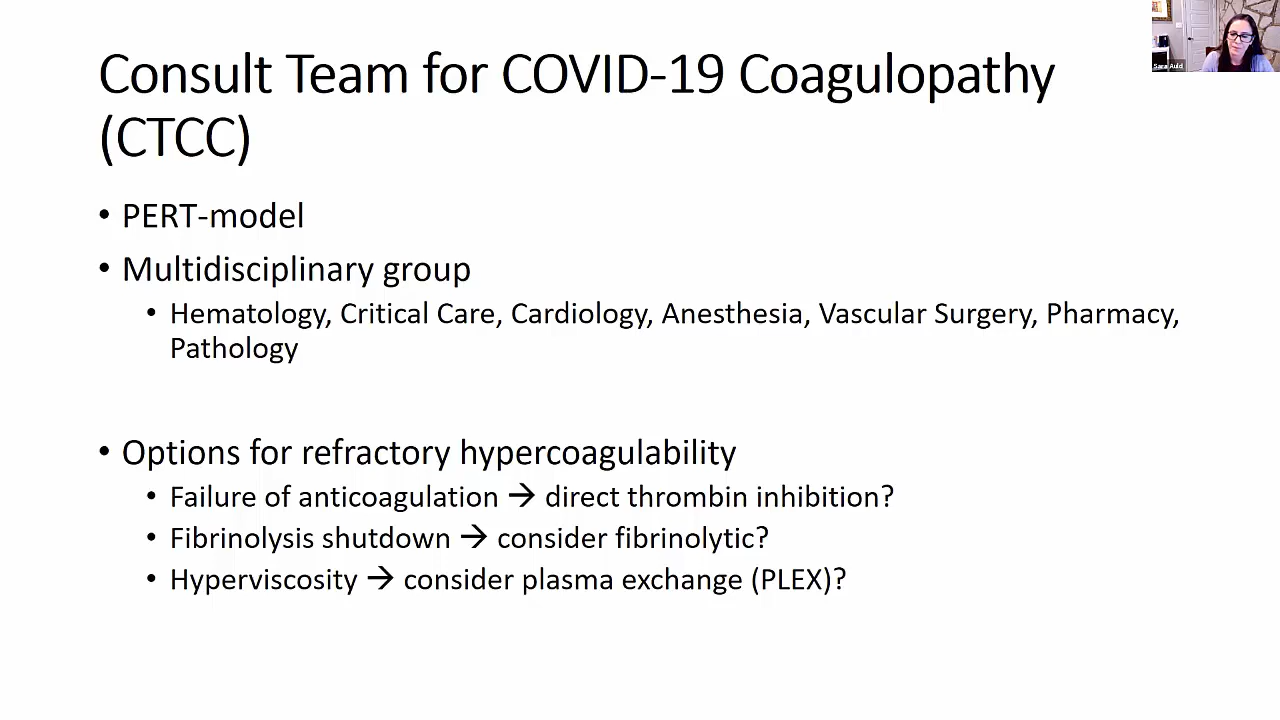 Consult Team for COVID-19 Coagulopathy
(CTCC)
• PERT-model
• Multidisciplinary group
• Hematology, Critical Care, Cardiology, Anesthesia, Vascular Surgery, Pharmacy,
Pathology
• Options for refractory hypercoagulability
• Failure of anticoagulation → direct thrombin inhibition?
• Fibrinolysis shutdown → consider fibrinolytic?
• Hyperviscosity → consider plasma exchange (PLEX)?
Sara Auld